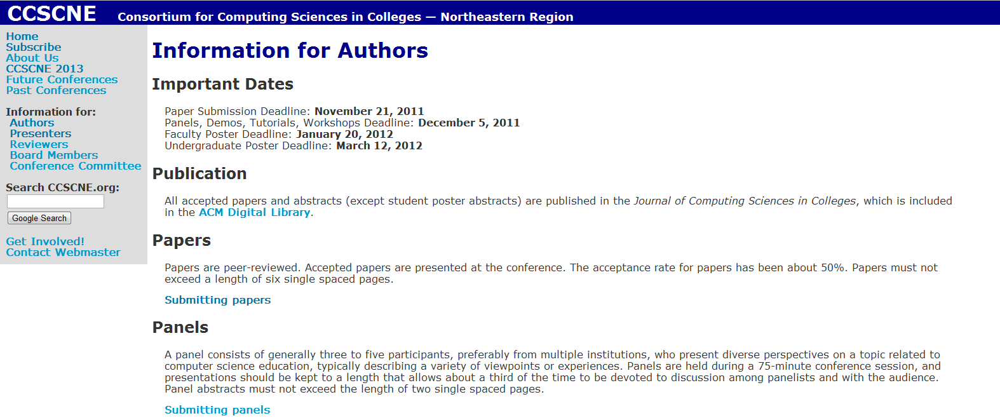 CCSCNE Consortium for Computing Sciences in Colleges — Northeastern Region
Home
Subscribe
About Us
CCSCNE 2013
Future Conferences
Past Conferences
Information for:
Authors
Presenters
Reviewers
Board Members
Conference Committee
Search CCSCNE.org:
Google Search
Get Involved!
Contact Webmaster
Information for Authors
Important Dates
Paper Submission Deadline: November 21, 2011
Panels, Demos, Tutorials, Workshops Deadline: December 5, 2011
Faculty Poster Deadline: January 20, 2012
Undergraduate Poster Deadline: March 12, 2012
Publication
All accepted papers and abstracts (except student poster abstracts) are published in the Journal of Computing Sciences in Colleges, which is included
in the ACM Digital Library.
Papers
Papers are peer-reviewed. Accepted papers are presented at the conference. The acceptance rate for papers has been about 50%. Papers must not
exceed a length of six single spaced pages.
Submitting papers
Panels
A panel consists of generally three to five participants, preferably from multiple institutions, who present diverse perspectives on a topic related to
computer science education, typically describing a variety of viewpoints or experiences. Panels are held during a 75-minute conference session, and
presentations should be kept to a length that allows about a third of the time to be devoted to discussion among panelists and with the audience.
Panel abstracts must not exceed the length of two single spaced pages.
Submitting panels